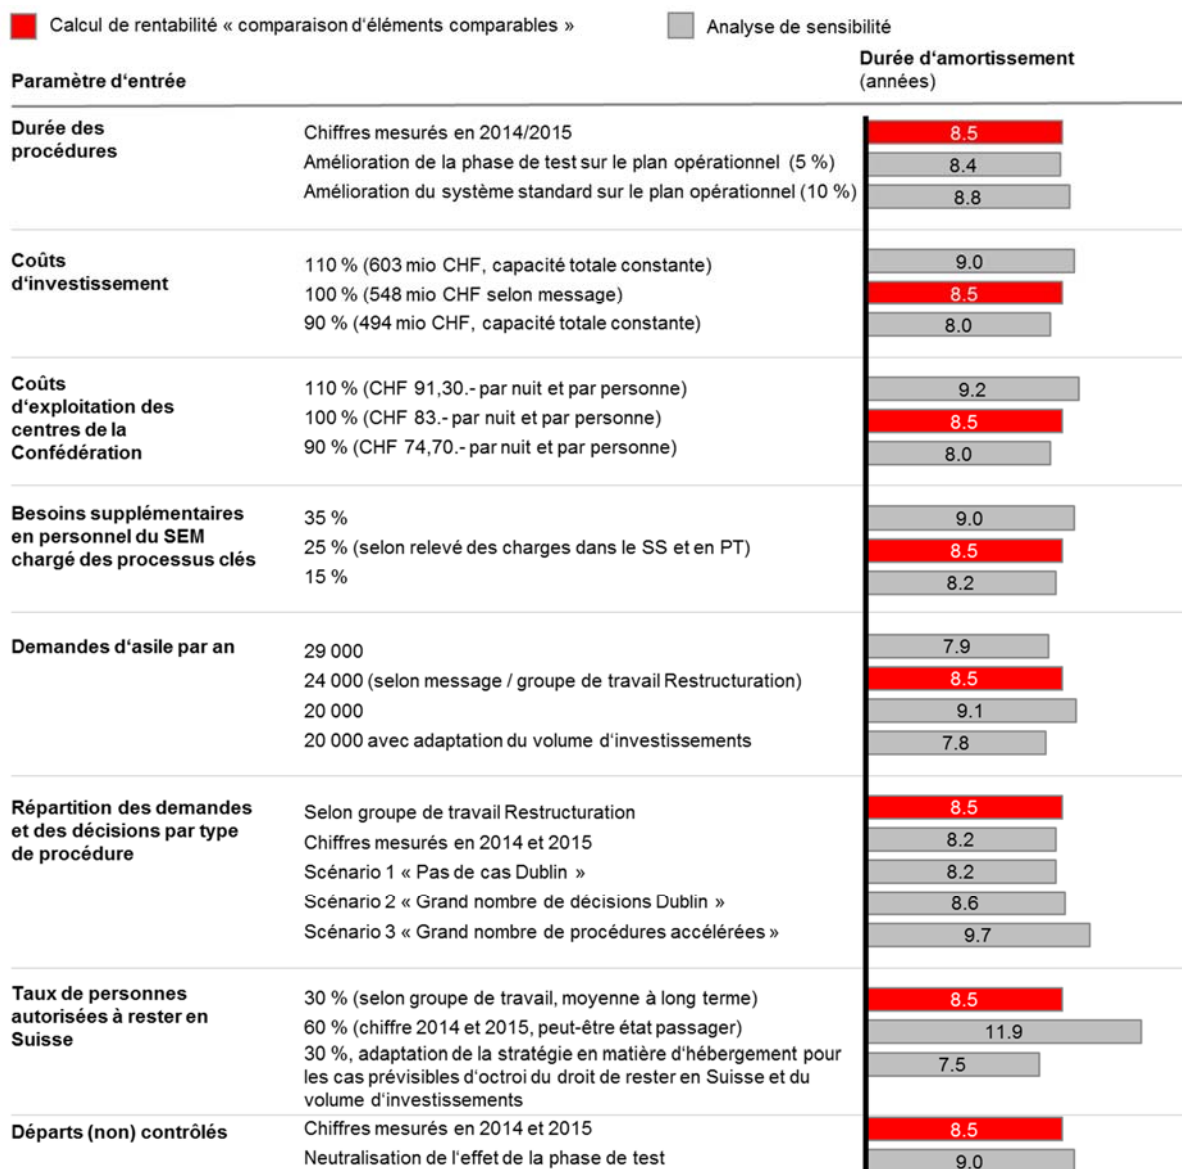 Calcul de rentabilité « comparaison d'éléments comparables »
Analyse de sensibilité
Paramètre d'entrée
Durée d'amortissement
(années)
Durée des
procédures
Chiffres mesurés en 2014/2015
8.5
Amélioration de la phase de test sur le plan opérationnel (5 %)
8.4
Amélioration du système standard sur le plan opérationnel (10 %)
8.8
Coûts
d'investissement
110 % (603 mio CHF, capacité totale constante)
9.0
100 % (548 mio CHF selon message)
8.5
90 % (494 mio CHF, capacité totale constante)
8.0
Coûts
d'exploitation des
centres de la
Confédération
110 % (CHF 91,30.- par nuit et par personne)
9.2
100 % (CHF 83.- par nuit et par personne)
8.5
90 % (CHF 74,70.- par nuit et par personne)
8.0
Besoins supplémentaires
en personnel du SEM
chargé des processus clés
35 %
9.0
25 % (selon relevé des charges dans le SS et en PT)
8.5
15 %
8.2
Demandes d'asile par an
29 000
7.9
24 000 (selon message / groupe de travail Restructuration)
8.5
20 000
9.1
20 000 avec adaptation du volume d'investissements
7.8
Répartition des demandes
et des décisions par type
de procédure
Selon groupe de travail Restructuration
8.5
Chiffres mesurés en 2014 et 2015
8.2
Scénario 1 « Pas de cas Dublin »
8.2
Scénario 2 « Grand nombre de décisions Dublin »
8.6
Scénario 3 « Grand nombre de procédures accélérées »
9.7
Taux de personnes
autorisées à rester en
Suisse
30 % (selon groupe de travail, moyenne à long terme)
8.5
60 % (chiffre 2014 et 2015, peut-être état passager)
11.9
30 %, adaptation de la stratégie en matière d'hébergement pour
les cas prévisibles d'octroi du droit de rester en Suisse et du
volume d'investissements
7.5
Départs (non) contrôlés
Chiffres mesurés en 2014 et 2015
8.5
Neutralisation de l'effet de la phase de test
9.0